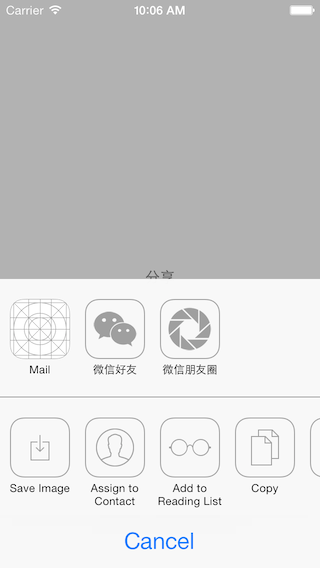 Carrier 10:06 AM
分享
Mail 微信好友 微信朋友圈
Save Image Assign to Contact Add to Reading List Copy
Cancel